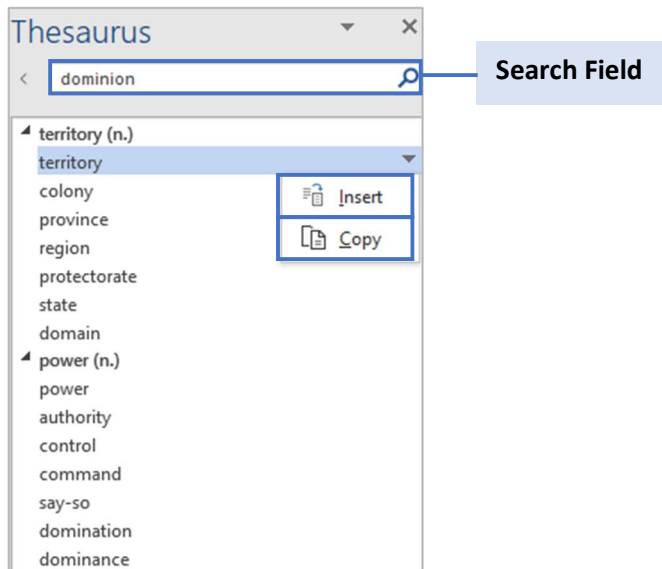 Thesaurus
dominion
Search Field
territory (n.)
territory
Insert
colony
province
Copy
region
protectorate
state
domain
power (n.)
power
authority
control
command
say-so
domination
dominance